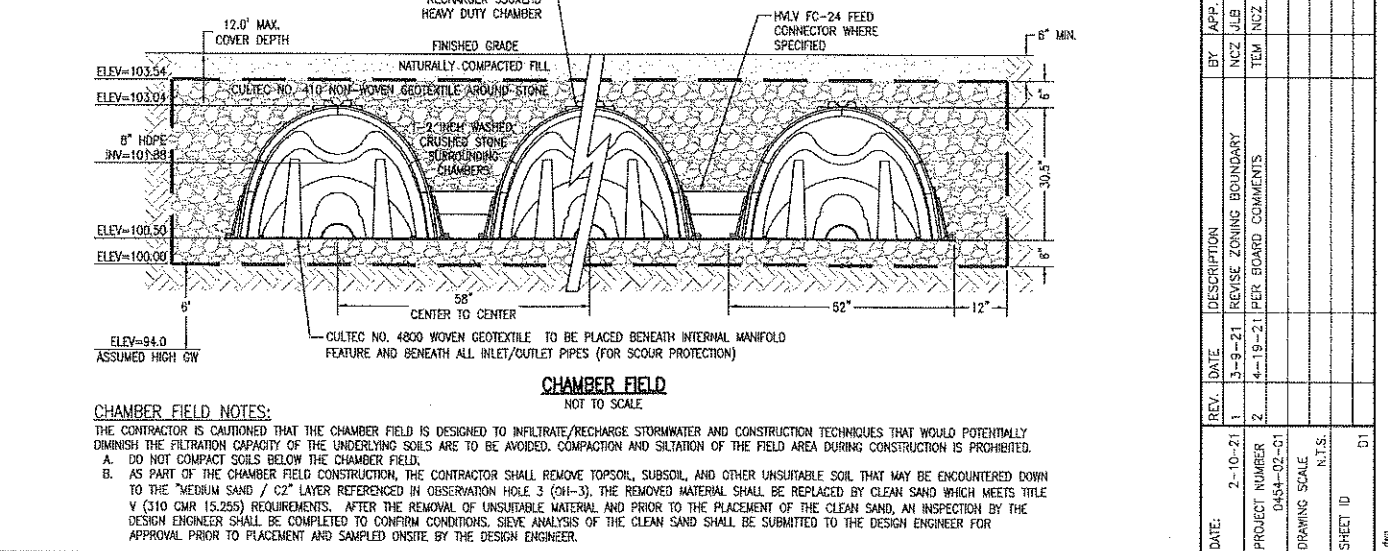 HEAVY DUTY CHAMBER
12.0' MAX.
COVER DEPTH
HVLV FC-24 FEED
CONNECTOR WHERE
SPECIFIED
6" MIN.
FINISHED GRADE
NATURALLY COMPACTED FILL
ELEV=103.54
CULTEC NO. 410 NON-WOVEN GEOTEXTILE AROUND STONE
ELEV=103.04
6"
1-2 INCH WASHED
CRUSHED STONE
SURROUNDING
CHAMBERS
8" HDPE
INV=101.88
30.5"
ELEV=100.50
ELEV=100.00
6"
6'
58"
CENTER TO CENTER
52"
12"
ELEV=94.0
ASSUMED HIGH GW
CULTEC NO. 4800 WOVEN GEOTEXTILE TO BE PLACED BENEATH INTERNAL MANIFOLD
FEATURE AND BENEATH ALL INLET/OUTLET PIPES (FOR SCOUR PROTECTION)
CHAMBER FIELD
NOT TO SCALE
CHAMBER FIELD NOTES:
THE CONTRACTOR IS CAUTIONED THAT THE CHAMBER FIELD IS DESIGNED TO INFILTRATE/RECHARGE STORMWATER AND CONSTRUCTION TECHNIQUES THAT WOULD POTENTIALLY
DIMINISH THE FILTRATION CAPACITY OF THE UNDERLYING SOILS ARE TO BE AVOIDED. COMPACTION AND SILTATION OF THE FIELD AREA DURING CONSTRUCTION IS PROHIBITED.
A. DO NOT COMPACT SOILS BELOW THE CHAMBER FIELD.
B. AS PART OF THE CHAMBER FIELD CONSTRUCTION, THE CONTRACTOR SHALL REMOVE TOPSOIL, SUBSOIL, AND OTHER UNSUITABLE SOIL THAT MAY BE ENCOUNTERED DOWN
TO THE "MEDIUM SAND / C2" LAYER REFERENCED IN OBSERVATION HOLE 3 (OH-3). THE REMOVED MATERIAL SHALL BE REPLACED BY CLEAN SAND WHICH MEETS TITLE
V (310 CMR 15.255) REQUIREMENTS. AFTER THE REMOVAL OF UNSUITABLE MATERIAL AND PRIOR TO THE PLACEMENT OF THE CLEAN SAND, AN INSPECTION BY THE
DESIGN ENGINEER SHALL BE COMPLETED TO CONFIRM CONDITIONS. SIEVE ANALYSIS OF THE CLEAN SAND SHALL BE SUBMITTED TO THE DESIGN ENGINEER FOR
APPROVAL PRIOR TO PLACEMENT AND SAMPLED ONSITE BY THE DESIGN ENGINEER.
REV. DATE DESCRIPTION BY APP.
1 3-9-21 REVISE ZONING BOUNDARY NCZ JLB
2 4-19-21 PER BOARD COMMENTS TEM NCZ
DATE: 2-10-21
PROJECT NUMBER
0454-02-01
DRAWING SCALE
N.T.S.
SHEET ID
D1